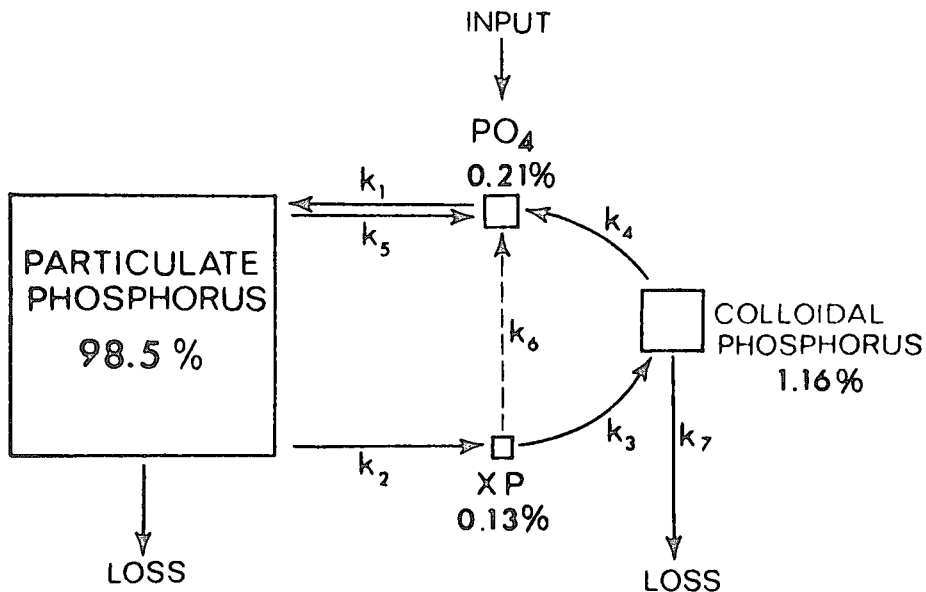 INPUT
PO₄
0.21%
k₁
k₅
k₄
PARTICULATE
PHOSPHORUS
98.5 %
k₆
COLLOIDAL
PHOSPHORUS
1.16%
k₂
k₃
k₇
XP
0.13%
LOSS
LOSS